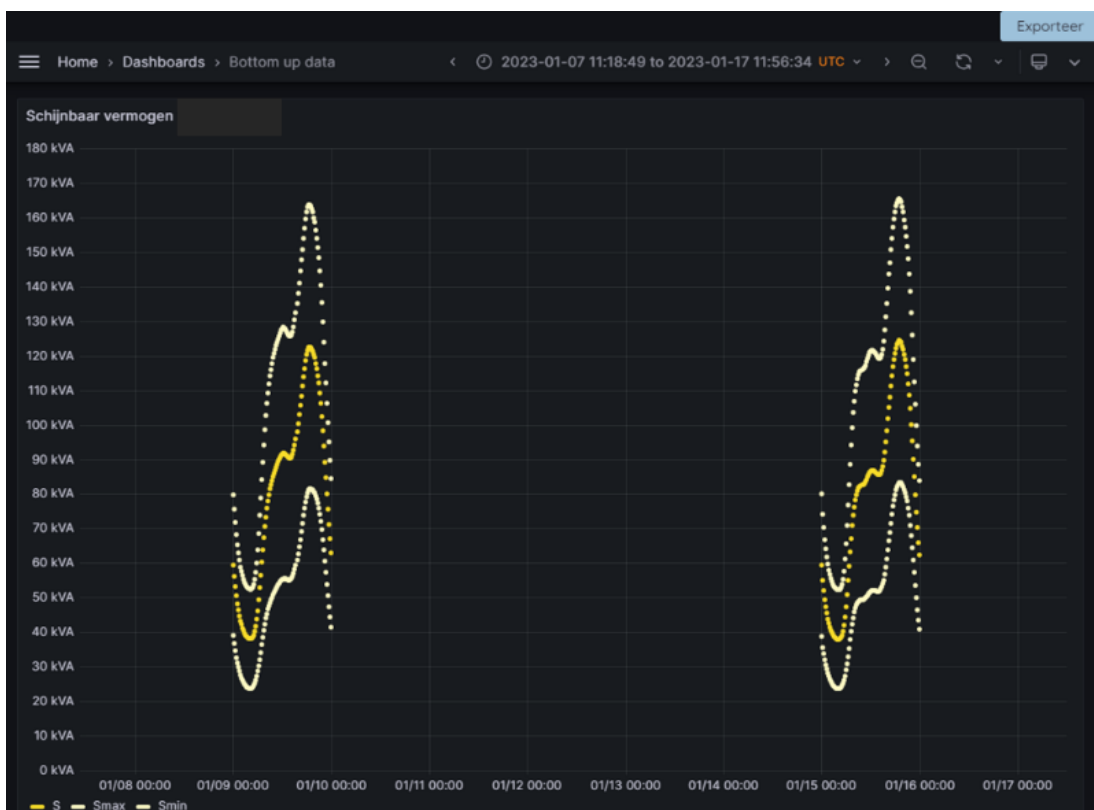 Exporteer
Home › Dashboards › Bottom up data ‹ 2023-01-07 11:18:49 to 2023-01-17 11:56:34 UTC ›
Schijnbaar vermogen
180 kVA
170 kVA
160 kVA
150 kVA
140 kVA
130 kVA
120 kVA
110 kVA
100 kVA
90 kVA
80 kVA
70 kVA
60 kVA
50 kVA
40 kVA
30 kVA
20 kVA
10 kVA
0 kVA
01/08 00:00 01/09 00:00 01/10 00:00 01/11 00:00 01/12 00:00 01/13 00:00 01/14 00:00 01/15 00:00 01/16 00:00 01/17 00:00
S Smax Smin